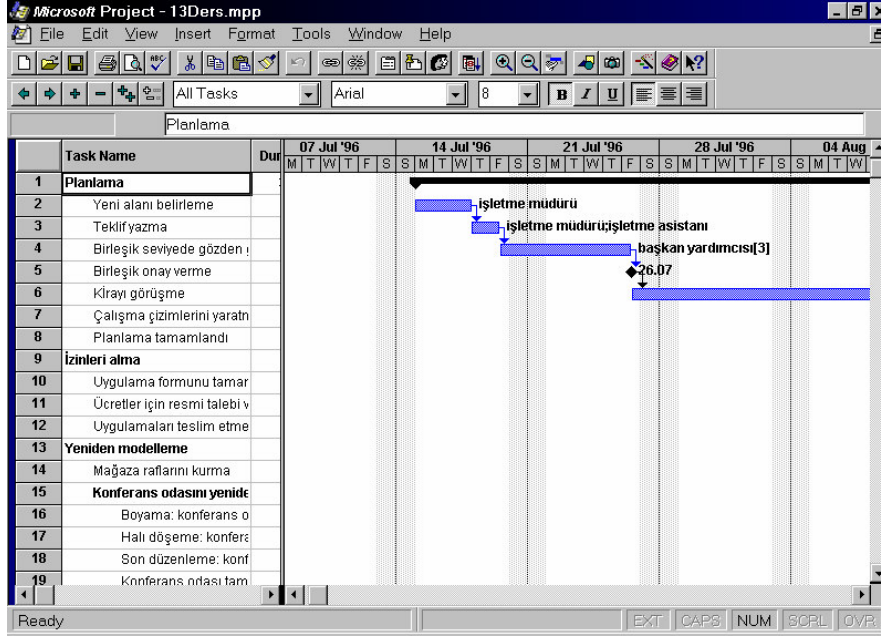 Microsoft Project - 13Ders.mpp
File Edit View Insert Format Tools Window Help
All Tasks Arial 8 B I U
Planlama
Task Name Dur 07 Jul '96 14 Jul '96 21 Jul '96 28 Jul '96 04 Aug
M T W T F S S M T W T F S S M T W T F S S M T W T F S S M T W
1 Planlama
2 Yeni alanı belirleme işletme müdürü
3 Teklif yazma işletme müdürü;işletme asistanı
4 Birleşik seviyede gözden başkan yardımcısı[3]
5 Birleşik onay verme 26.07
6 Kİrayı görüşme
7 Çalışma çizimlerini yaratn
8 Planlama tamamlandı
9 İzinleri alma
10 Uygulama formunu tamar
11 Ücretler için resmi talebi v
12 Uygulamaları teslim etme
13 Yeniden modelleme
14 Mağaza raflarını kurma
15 Konferans odasını yenide
16 Boyama: konferans o
17 Halı döşeme: konfera
18 Son düzenleme: konf
19 Konferans odası tam
Ready EXT CAPS NUM SCRL OVR